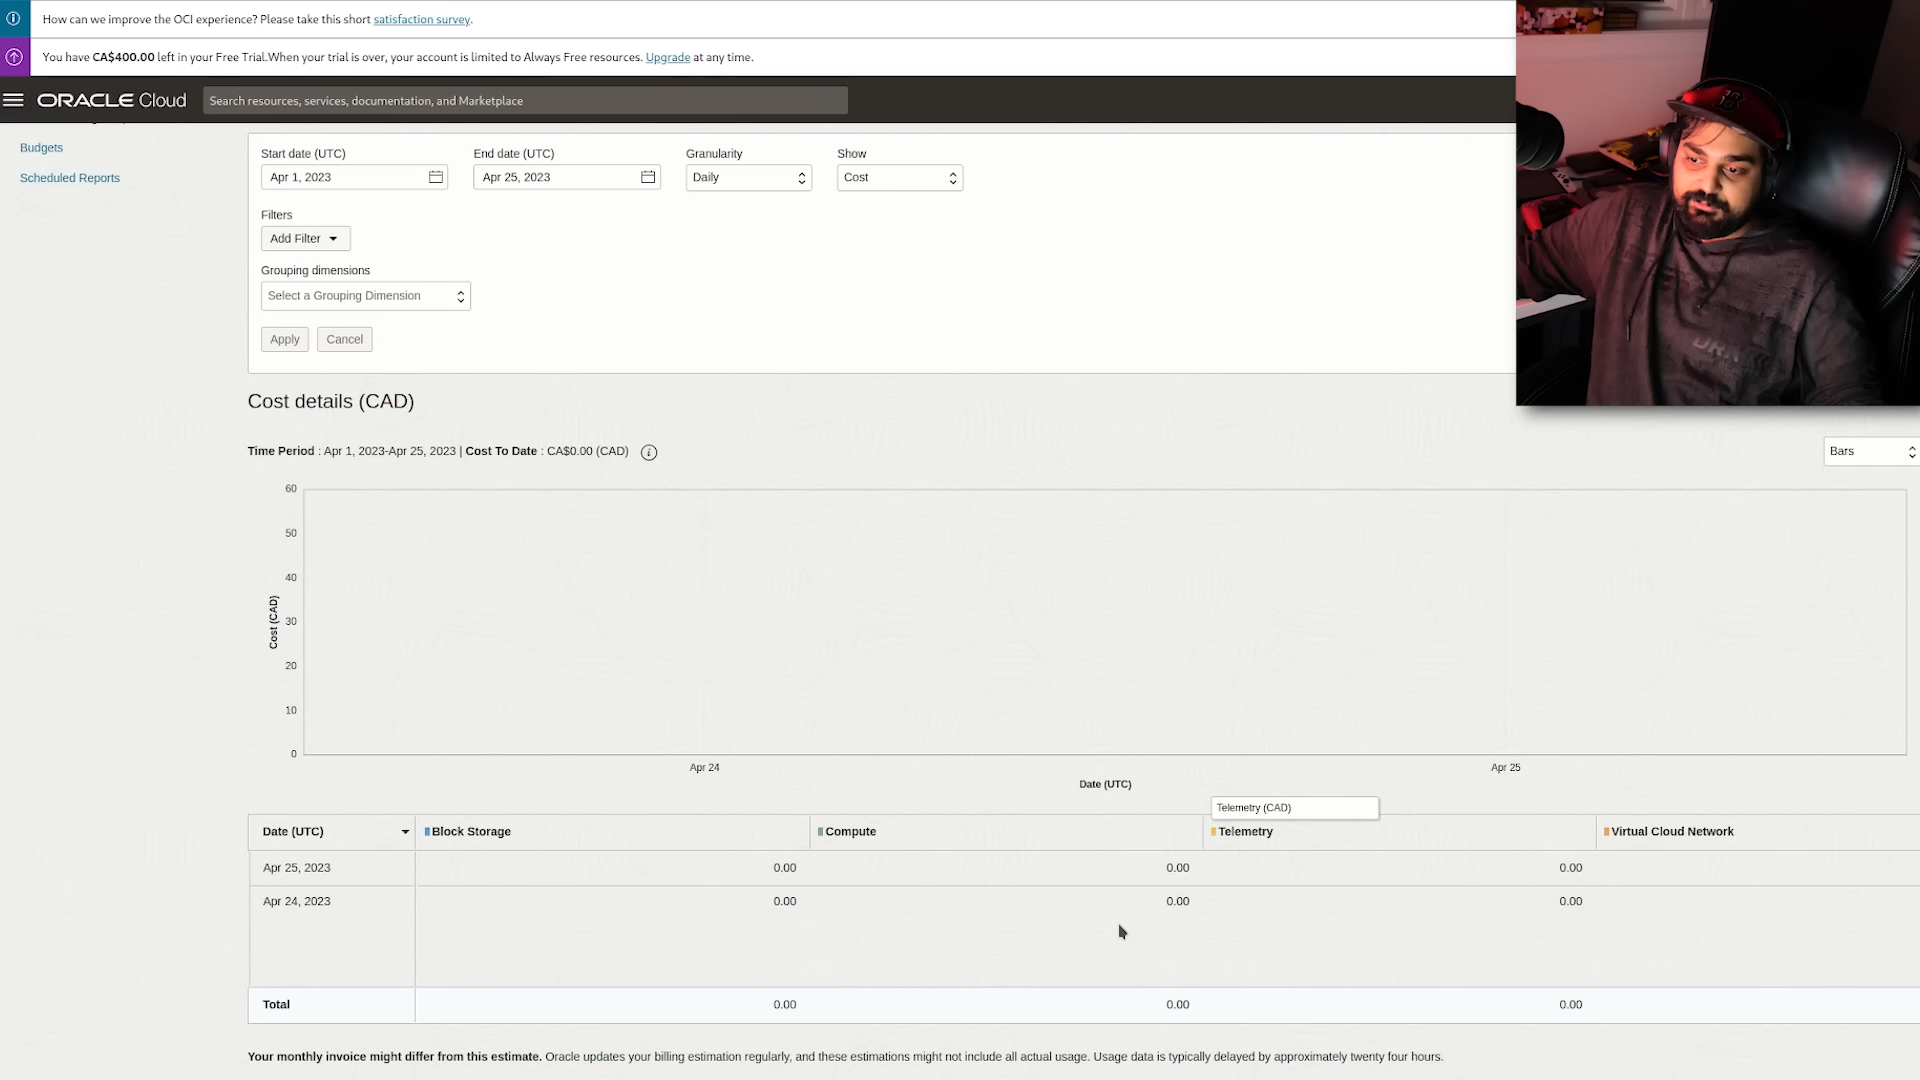 How can we improve the OCI experience? Please take this short satisfaction survey.
You have CA$400.00 left in your Free Trial.When your trial is over, your account is limited to Always Free resources. Upgrade at any time.
ORACLE Cloud
Search resources, services, documentation, and Marketplace
Budgets
Scheduled Reports
Start date (UTC) End date (UTC) Granularity Show
Apr 1, 2023 Apr 25, 2023 Daily Cost
Filters
Add Filter
Grouping dimensions
Select a Grouping Dimension
Apply Cancel
Cost details (CAD)
Time Period : Apr 1, 2023-Apr 25, 2023 | Cost To Date : CA$0.00 (CAD)
Bars
60
50
40
30
20
10
0
Cost (CAD)
Apr 24 Apr 25
Date (UTC)
Telemetry (CAD)
Date (UTC) Block Storage Compute Telemetry Virtual Cloud Network
Apr 25, 2023 0.00 0.00 0.00
Apr 24, 2023 0.00 0.00 0.00
Total 0.00 0.00 0.00
Your monthly invoice might differ from this estimate. Oracle updates your billing estimation regularly, and these estimations might not include all actual usage. Usage data is typically delayed by approximately twenty four hours.